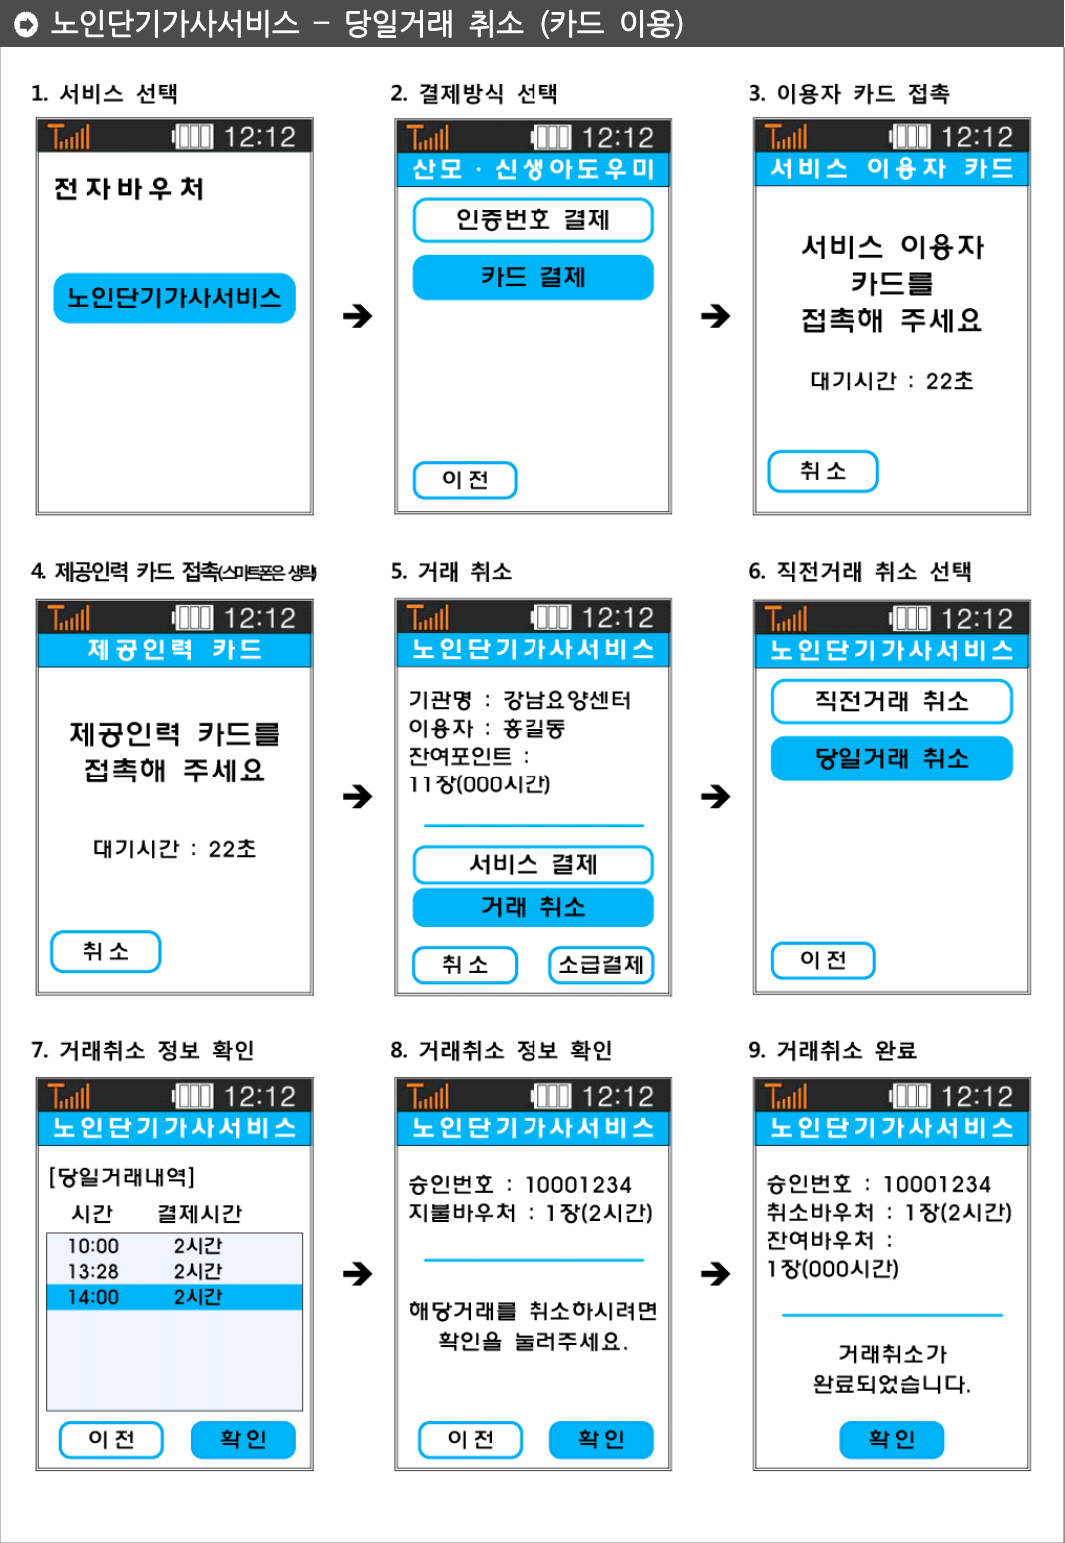 노인단기가사서비스 – 당일거래 취소 (카드 이용)
1. 서비스 선택
12:12
전자바우처
노인단기가사서비스
2. 결제방식 선택
12:12
산모 · 신생아도우미
인증번호 결제
카드 결제
이전
3. 이용자 카드 접촉
12:12
서비스 이용자 카드
서비스 이용자
카드를
접촉해 주세요
대기시간 : 22초
취소
4. 제공인력 카드 접촉(스마트폰은 생략)
12:12
제공인력 카드
제공인력 카드를
접촉해 주세요
대기시간 : 22초
취소
5. 거래 취소
12:12
노인단기가사서비스
기관명 : 강남요양센터
이용자 : 홍길동
잔여포인트 :
11장(000시간)
서비스 결제
거래 취소
취소 소급결제
6. 직전거래 취소 선택
12:12
노인단기가사서비스
직전거래 취소
당일거래 취소
이전
7. 거래취소 정보 확인
12:12
노인단기가사서비스
[당일거래내역]
시간 결제시간
10:00 2시간
13:28 2시간
14:00 2시간
이전 확인
8. 거래취소 정보 확인
12:12
노인단기가사서비스
승인번호 : 10001234
지불바우처 : 1장(2시간)
해당거래를 취소하시려면
확인을 눌러주세요.
이전 확인
9. 거래취소 완료
12:12
노인단기가사서비스
승인번호 : 10001234
취소바우처 : 1장(2시간)
잔여바우처 :
1장(000시간)
거래취소가
완료되었습니다.
확인